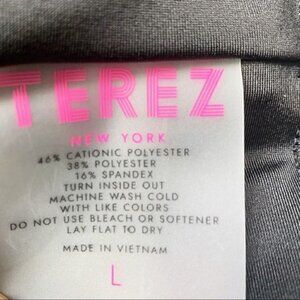 TEREZ
NEW YORK
46% CATIONIC POLYESTER
38% POLYESTER
16% SPANDEX
TURN INSIDE OUT
MACHINE WASH COLD
WITH LIKE COLORS
DO NOT USE BLEACH OR SOFTENER
LAY FLAT TO DRY
MADE IN VIETNAM
L